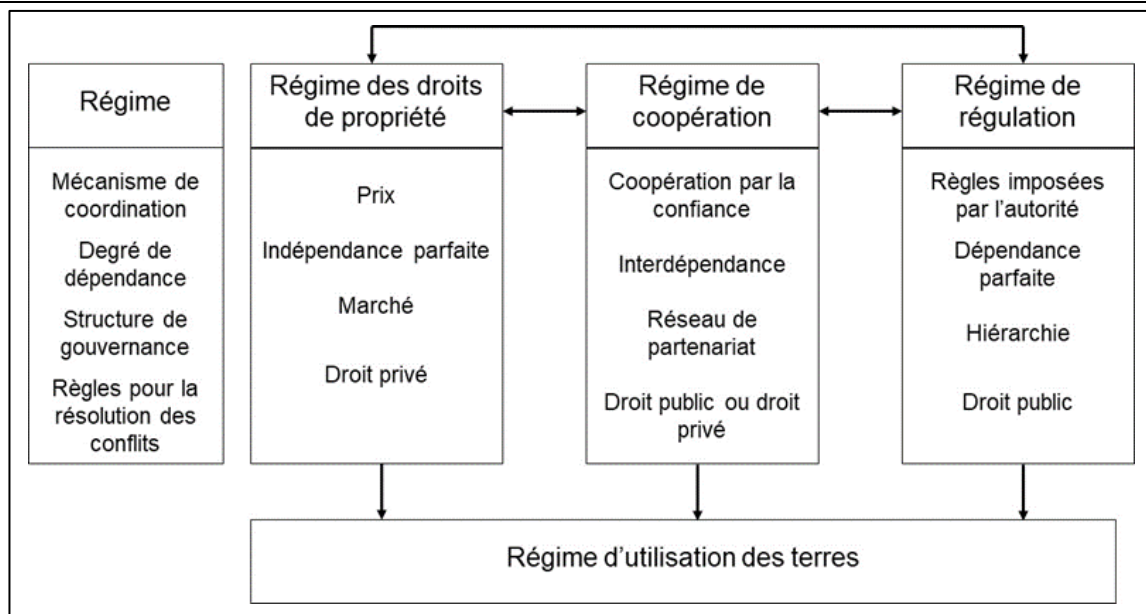 Régime
Mécanisme de
coordination
Degré de
dépendance
Structure de
gouvernance
Règles pour la
résolution des
conflits
Régime des droits
de propriété
Prix
Indépendance parfaite
Marché
Droit privé
Régime de
coopération
Coopération par la
confiance
Interdépendance
Réseau de
partenariat
Droit public ou droit
privé
Régime de
régulation
Règles imposées
par l’autorité
Dépendance
parfaite
Hiérarchie
Droit public
Régime d’utilisation des terres